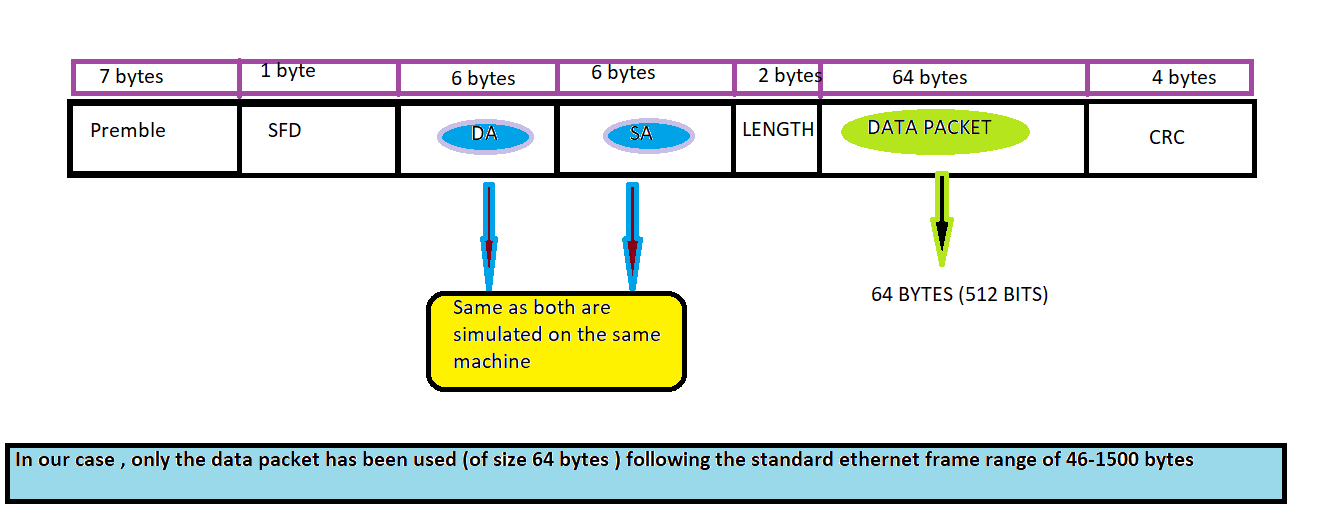 7 bytes 1 byte 6 bytes 6 bytes 2 bytes 64 bytes 4 bytes
Premble SFD DA SA LENGTH DATA PACKET CRC
Same as both are
simulated on the same
machine
64 BYTES (512 BITS)
In our case , only the data packet has been used (of size 64 bytes ) following the standard ethernet frame range of 46-1500 bytes